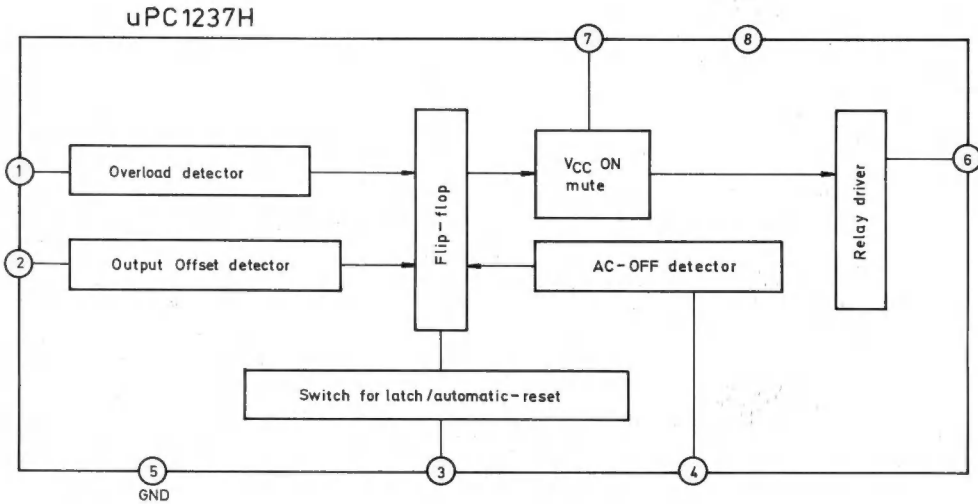 uPC1237H
7
8
1
Overload detector
Flip-flop
VCC ON
mute
Relay driver
6
2
Output Offset detector
AC-OFF detector
Switch for latch/automatic-reset
5
GND
3
4